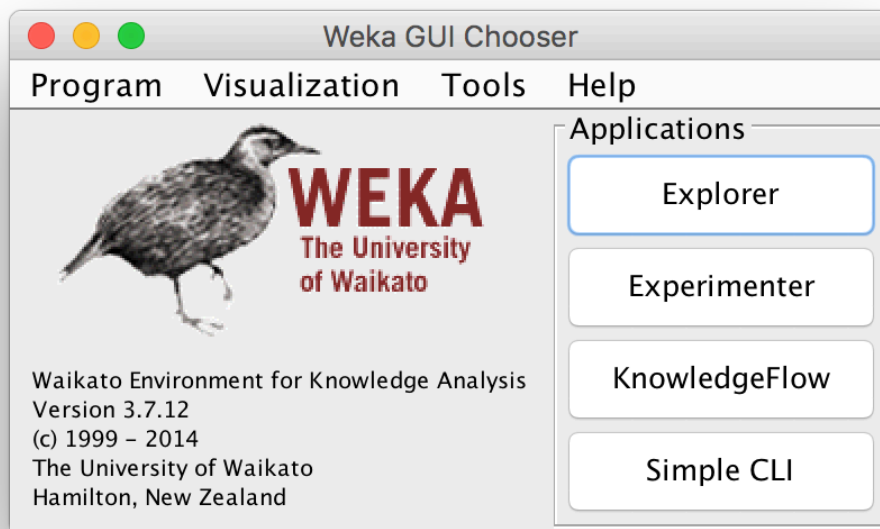 Weka GUI Chooser
Program Visualization Tools Help
WEKA
The University
of Waikato
Waikato Environment for Knowledge Analysis
Version 3.7.12
(c) 1999 – 2014
The University of Waikato
Hamilton, New Zealand
Applications
Explorer
Experimenter
KnowledgeFlow
Simple CLI